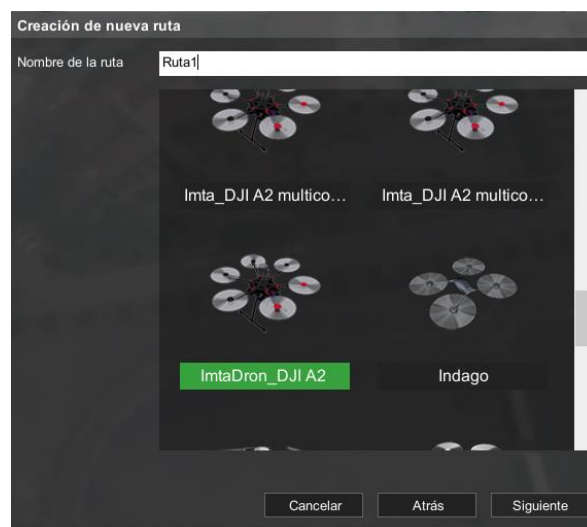 Creación de nueva ruta
Nombre de la ruta Ruta1
Imta_DJI A2 multico... Imta_DJI A2 multico...
ImtaDron_DJI A2 Indago
Cancelar Atrás Siguiente